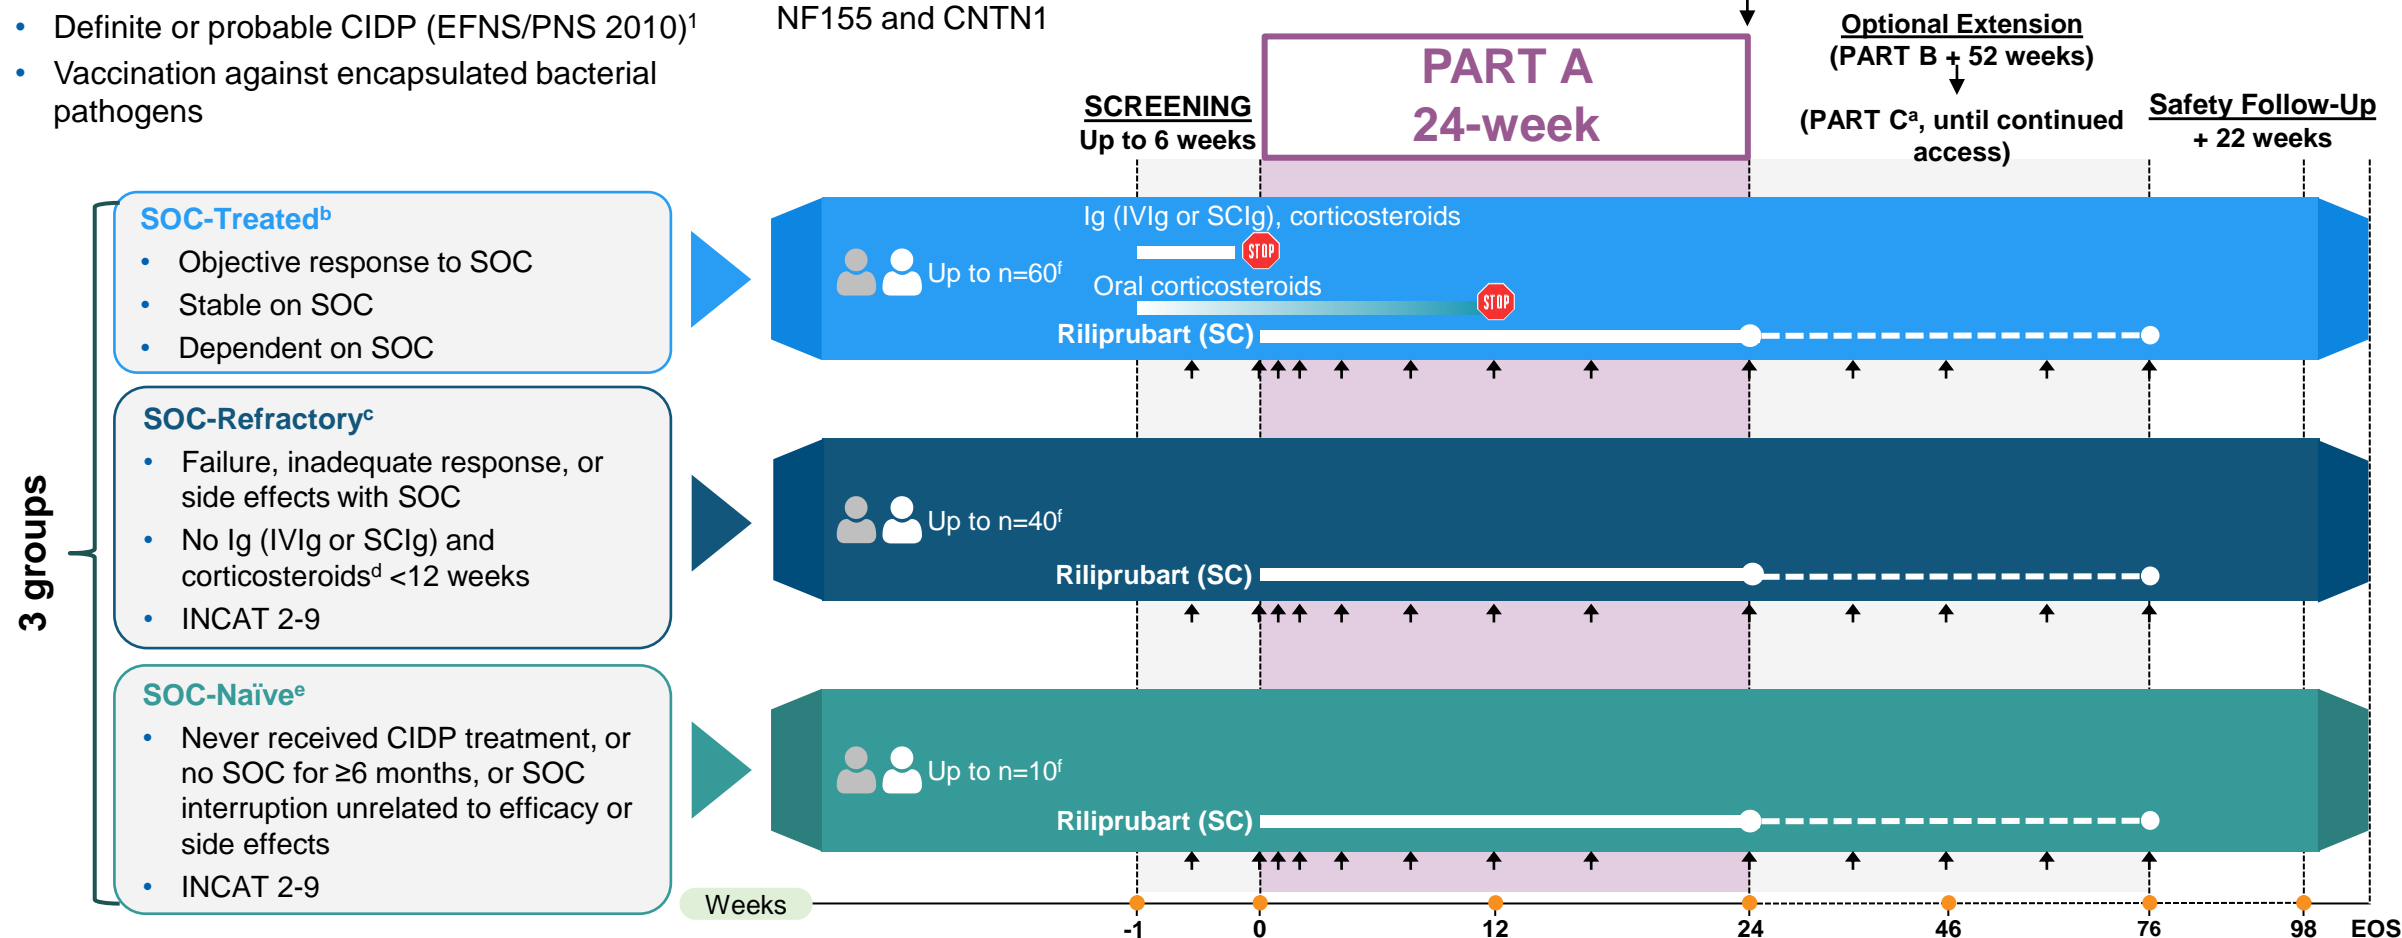 • Definite or probable CIDP (EFNS/PNS 2010)¹
• Vaccination against encapsulated bacterial
pathogens
NF155 and CNTN1
PART A
24-week
SCREENING
Up to 6 weeks
Optional Extension
(PART B + 52 weeks)
(PART Cᵃ, until continued
access)
Safety Follow-Up
+ 22 weeks
3 groups
SOC-Treatedᵇ
• Objective response to SOC
• Stable on SOC
• Dependent on SOC
Ig (IVIg or SCIg), corticosteroids
STOP
Up to n=60ᶠ
Oral corticosteroids
STOP
Riliprubart (SC)
SOC-Refractoryᶜ
• Failure, inadequate response, or
side effects with SOC
• No Ig (IVIg or SCIg) and
corticosteroidsᵈ <12 weeks
• INCAT 2-9
Up to n=40ᶠ
Riliprubart (SC)
SOC-Naïveᵉ
• Never received CIDP treatment, or
no SOC for ≥6 months, or SOC
interruption unrelated to efficacy or
side effects
• INCAT 2-9
Up to n=10ᶠ
Riliprubart (SC)
Weeks
-1 0 12 24 46 76 98 EOS